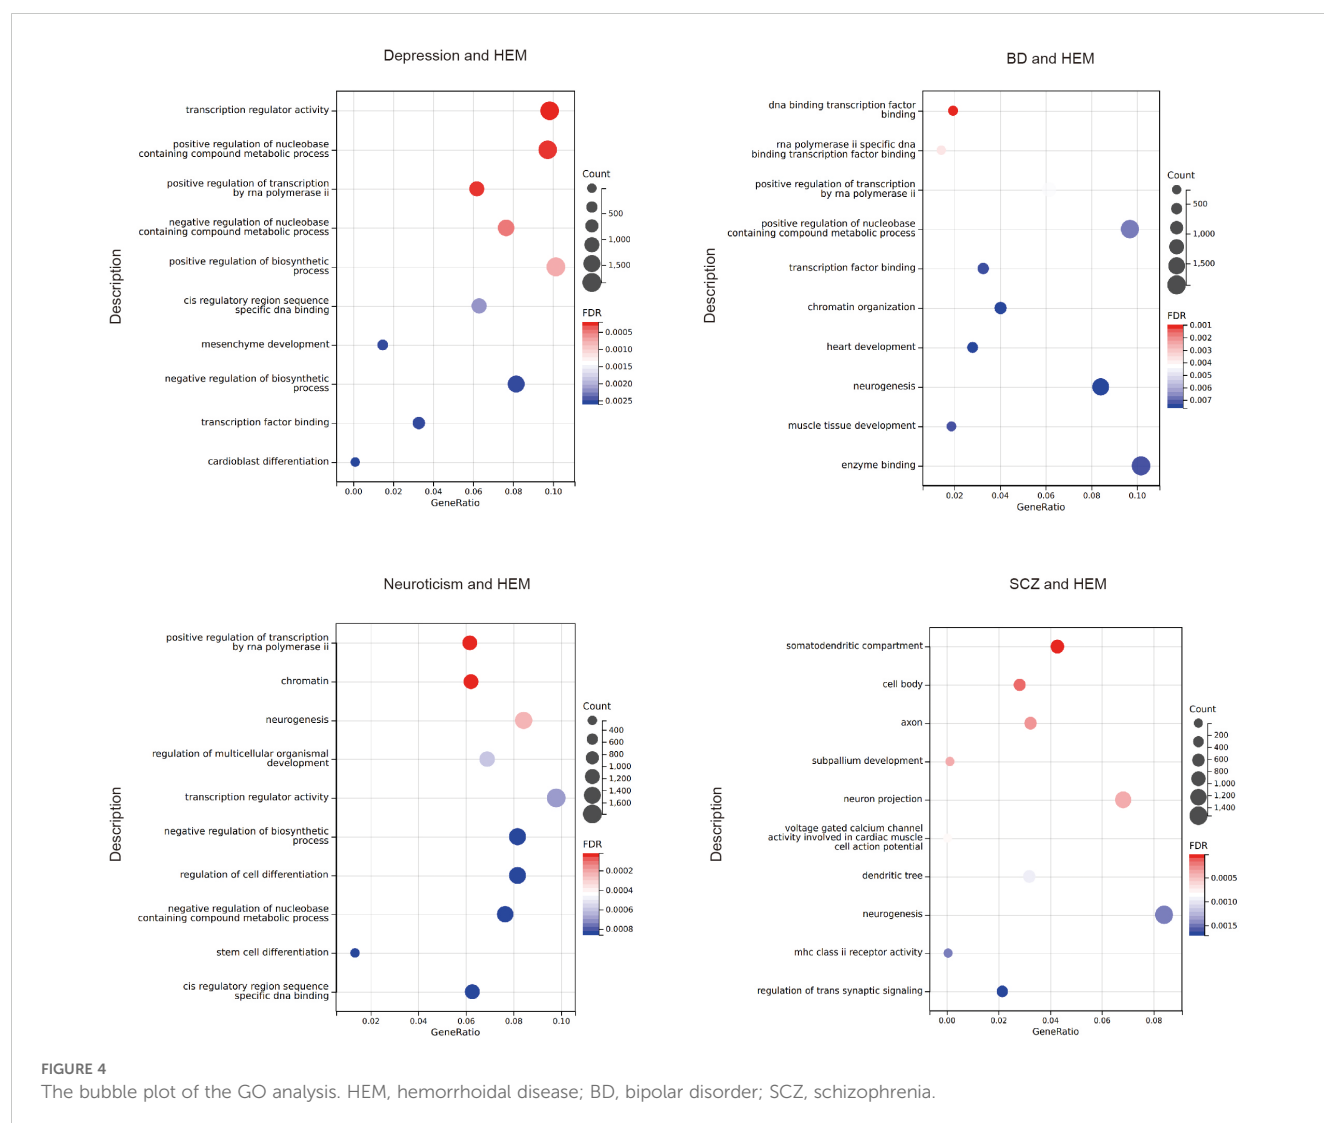 Depression and HEM
Description
transcription regulator activity
positive regulation of nucleobase
containing compound metabolic process
positive regulation of transcription
by rna polymerase ii
negative regulation of nucleobase
containing compound metabolic process
positive regulation of biosynthetic
process
cis regulatory region sequence
specific dna binding
mesenchyme development
negative regulation of biosynthetic
process
transcription factor binding
cardioblast differentiation
0.00 0.02 0.04 0.06 0.08 0.10
GeneRatio
Count
500
1,000
1,500
FDR
0.0005
0.0010
0.0015
0.0020
0.0025
BD and HEM
Description
dna binding transcription factor
binding
rna polymerase ii specific dna
binding transcription factor binding
positive regulation of transcription
by rna polymerase ii
positive regulation of nucleobase
containing compound metabolic process
transcription factor binding
chromatin organization
heart development
neurogenesis
muscle tissue development
enzyme binding
0.02 0.04 0.06 0.08 0.10
GeneRatio
Count
500
1,000
1,500
FDR
0.001
0.002
0.003
0.004
0.005
0.006
0.007
Neuroticism and HEM
Description
positive regulation of transcription
by rna polymerase ii
chromatin
neurogenesis
regulation of multicellular organismal
development
transcription regulator activity
negative regulation of biosynthetic
process
regulation of cell differentiation
negative regulation of nucleobase
containing compound metabolic process
stem cell differentiation
cis regulatory region sequence
specific dna binding
0.02 0.04 0.06 0.08 0.10
GeneRatio
Count
400
600
800
1,000
1,200
1,400
1,600
FDR
0.0002
0.0004
0.0006
0.0008
SCZ and HEM
Description
somatodendritic compartment
cell body
axon
subpallium development
neuron projection
voltage gated calcium channel
activity involved in cardiac muscle
cell action potential
dendritic tree
neurogenesis
mhc class ii receptor activity
regulation of trans synaptic signaling
0.00 0.02 0.04 0.06 0.08
GeneRatio
Count
200
400
600
800
1,000
1,200
1,400
FDR
0.0005
0.0010
0.0015
FIGURE 4
The bubble plot of the GO analysis. HEM, hemorrhoidal disease; BD, bipolar disorder; SCZ, schizophrenia.